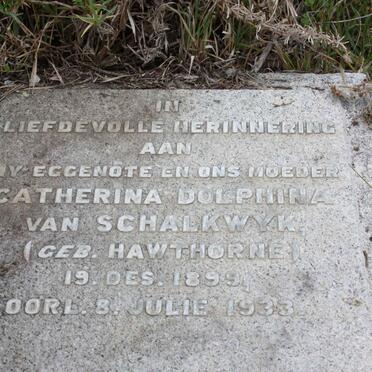 IN
LIEFDEVOLLE HERINNERING
AAN
MY EGGENOTE EN ONS MOEDER
CATHERINA DOLPHINA
VAN SCHALKWYK,
(GEB. HAWTHORNE)
19. DES. 1899,
OORL. 8. JULIE 1933.